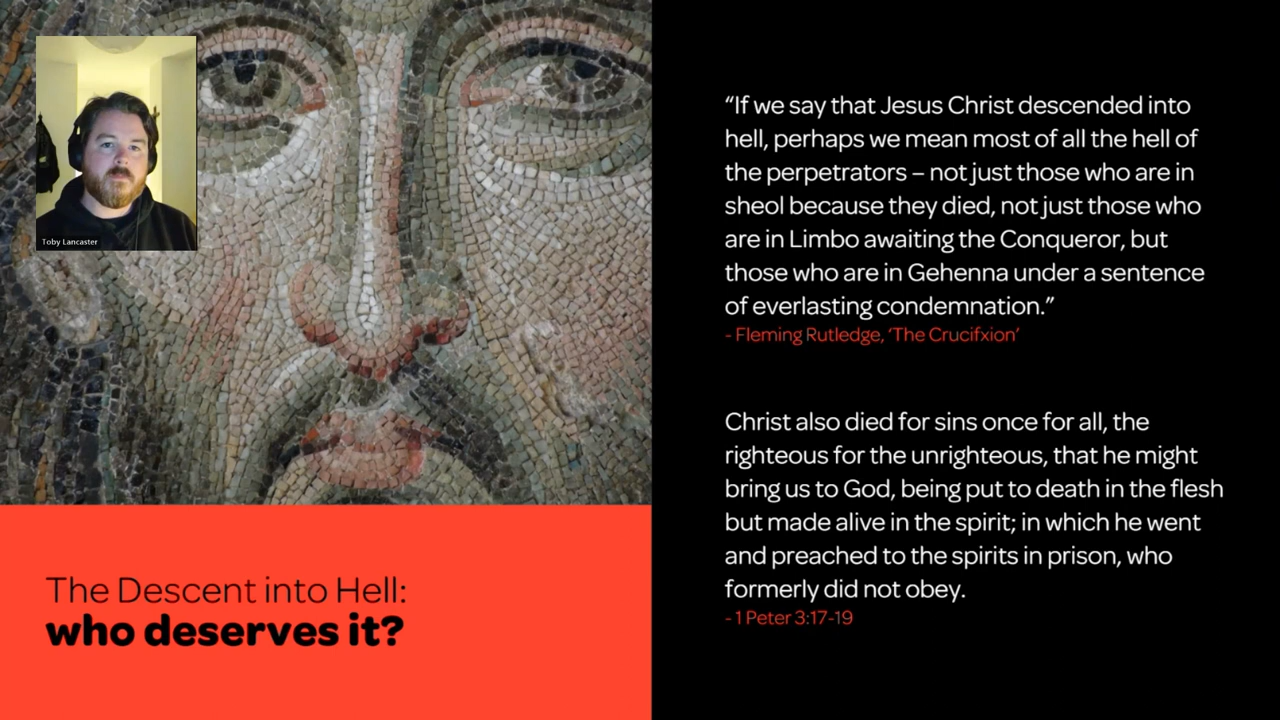 Toby Lancaster
The Descent into Hell:
who deserves it?
“If we say that Jesus Christ descended into
hell, perhaps we mean most of all the hell of
the perpetrators – not just those who are in
sheol because they died, not just those who
are in Limbo awaiting the Conqueror, but
those who are in Gehenna under a sentence
of everlasting condemnation.”
- Fleming Rutledge, ‘The Crucifxion’
Christ also died for sins once for all, the
righteous for the unrighteous, that he might
bring us to God, being put to death in the flesh
but made alive in the spirit; in which he went
and preached to the spirits in prison, who
formerly did not obey.
- 1 Peter 3:17-19